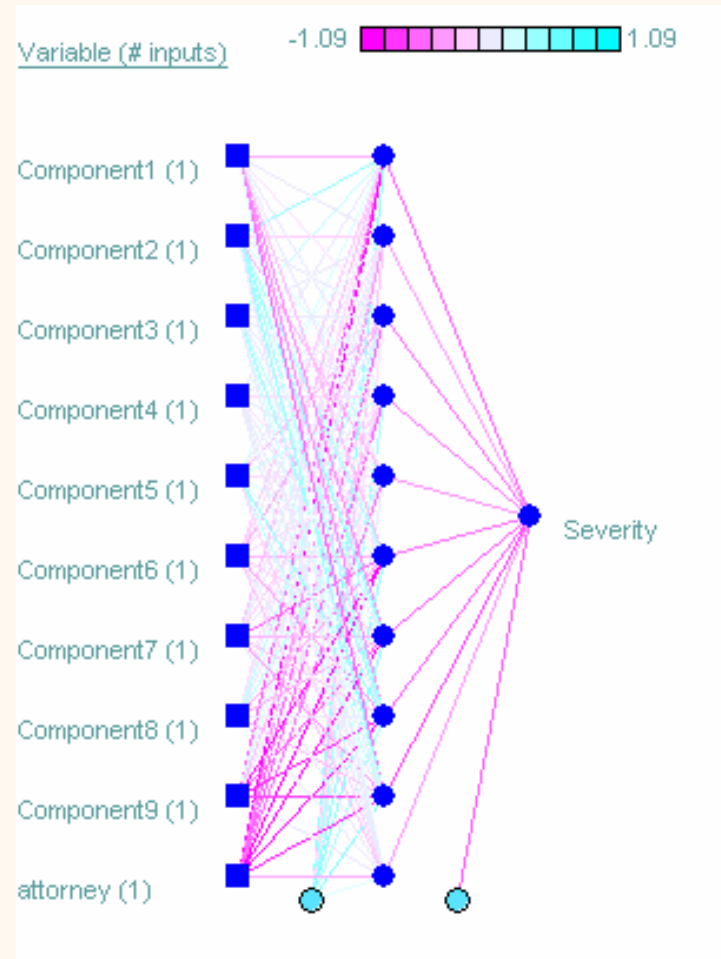 Variable (# inputs)
-1.09 1.09
Component1 (1)
Component2 (1)
Component3 (1)
Component4 (1)
Component5 (1)
Component6 (1)
Severity
Component7 (1)
Component8 (1)
Component9 (1)
attorney (1)